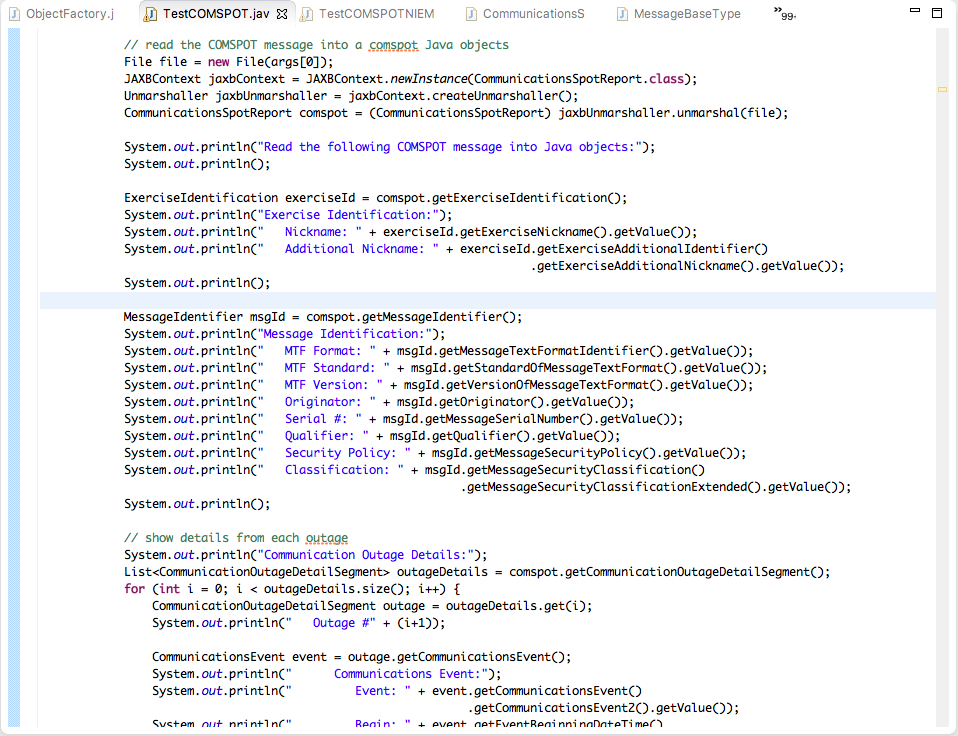 ObjectFactory.j TestCOMSPOT.jav TestCOMSPOTNIEM CommunicationsS MessageBaseType »99
// read the COMSPOT message into a comspot Java objects
File file = new File(args[0]);
JAXBContext jaxbContext = JAXBContext.newInstance(CommunicationsSpotReport.class);
Unmarshaller jaxbUnmarshaller = jaxbContext.createUnmarshaller();
CommunicationsSpotReport comspot = (CommunicationsSpotReport) jaxbUnmarshaller.unmarshal(file);
System.out.println("Read the following COMSPOT message into Java objects:");
System.out.println();
ExerciseIdentification exerciseId = comspot.getExerciseIdentification();
System.out.println("Exercise Identification:");
System.out.println("   Nickname: " + exerciseId.getExerciseNickname().getValue());
System.out.println("   Additional Nickname: " + exerciseId.getExerciseAdditionalIdentifier()
.getExerciseAdditionalNickname().getValue());
System.out.println();
MessageIdentifier msgId = comspot.getMessageIdentifier();
System.out.println("Message Identification:");
System.out.println("   MTF Format: " + msgId.getMessageTextFormatIdentifier().getValue());
System.out.println("   MTF Standard: " + msgId.getStandardOfMessageTextFormat().getValue());
System.out.println("   MTF Version: " + msgId.getVersionOfMessageTextFormat().getValue());
System.out.println("   Originator: " + msgId.getOriginator().getValue());
System.out.println("   Serial #: " + msgId.getMessageSerialNumber().getValue());
System.out.println("   Qualifier: " + msgId.getQualifier().getValue());
System.out.println("   Security Policy: " + msgId.getMessageSecurityPolicy().getValue());
System.out.println("   Classification: " + msgId.getMessageSecurityClassification()
.getMessageSecurityClassificationExtended().getValue());
System.out.println();
// show details from each outage
System.out.println("Communication Outage Details:");
List<CommunicationOutageDetailSegment> outageDetails = comspot.getCommunicationOutageDetailSegment();
for (int i = 0; i < outageDetails.size(); i++) {
CommunicationOutageDetailSegment outage = outageDetails.get(i);
System.out.println("   Outage #" + (i+1));
CommunicationsEvent event = outage.getCommunicationsEvent();
System.out.println("      Communications Event:");
System.out.println("         Event: " + event.getCommunicationsEvent()
.getCommunicationsEvent2().getValue());
System.out.println("         Begin: " + event.getEventBeginningDateTime()